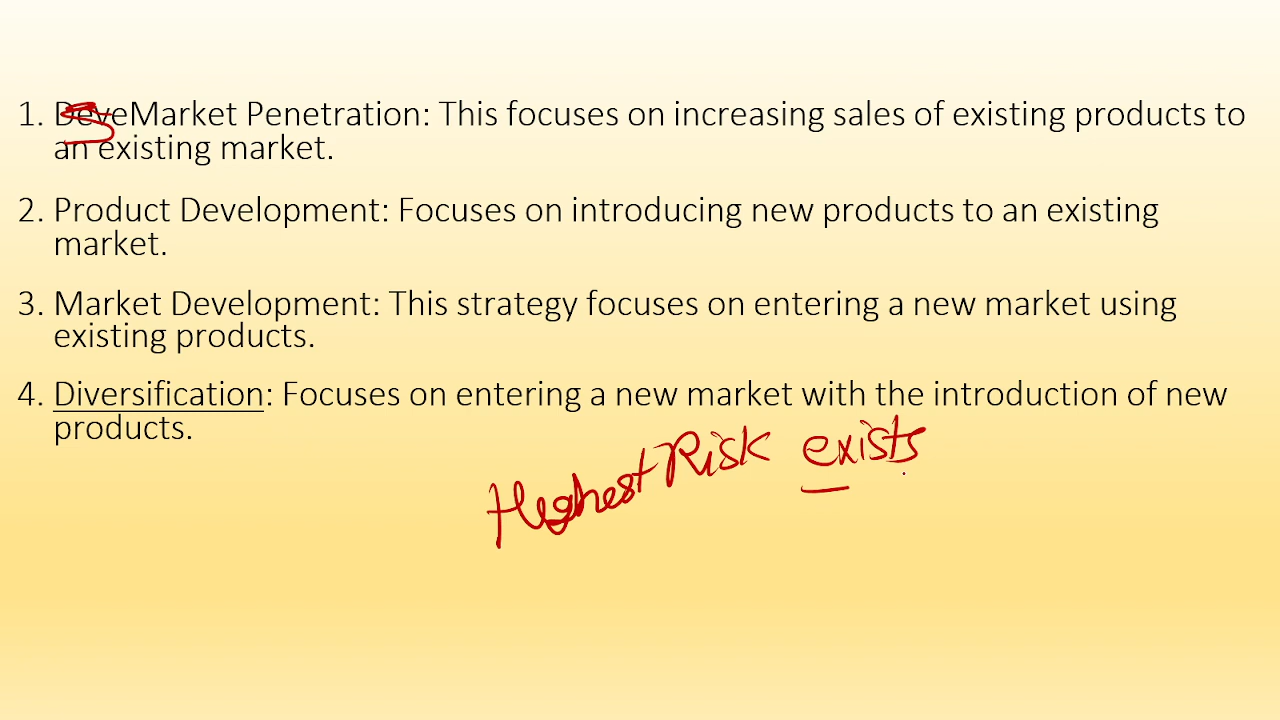 1. DeveMarket Penetration: This focuses on increasing sales of existing products to
an existing market.
2. Product Development: Focuses on introducing new products to an existing
market.
3. Market Development: This strategy focuses on entering a new market using
existing products.
4. Diversification: Focuses on entering a new market with the introduction of new
products.
Highest Risk exists